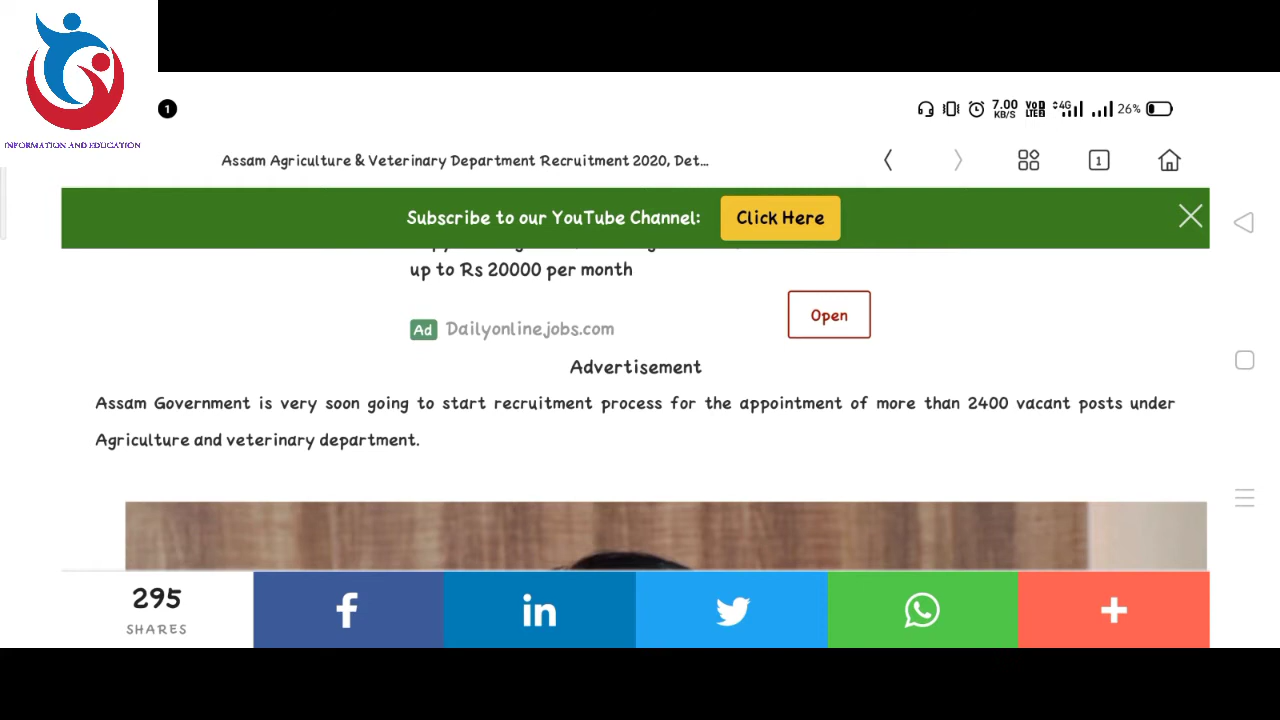 INFORMATION AND EDUCATION
1
7.00 KB/S VoD LTE2 4G 26%
Assam Agriculture & Veterinary Department Recruitment 2020, Det...
1
Subscribe to our YouTube Channel: Click Here
up to Rs 20000 per month
Open
Ad Dailyonlinejobs.com
Advertisement
Assam Government is very soon going to start recruitment process for the appointment of more than 2400 vacant posts under
Agriculture and veterinary department.
295
SHARES